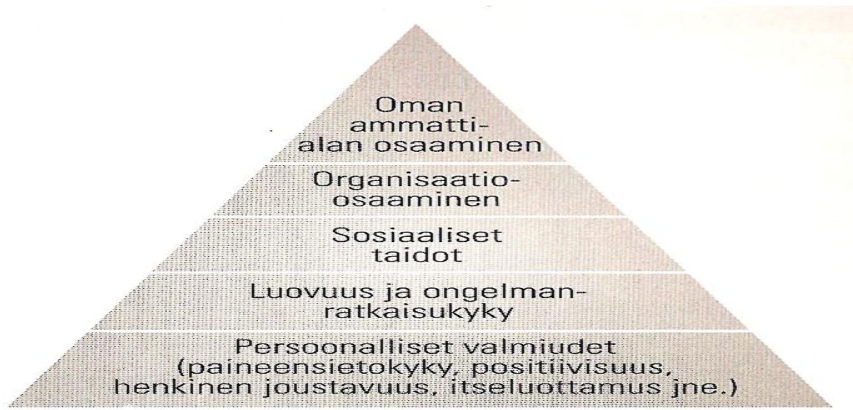 Oman
ammatti-
alan osaaminen
Organisaatio-
osaaminen
Sosiaaliset
taidot
Luovuus ja ongelman-
ratkaisukyky
Persoonalliset valmiudet
(paineensietokyky, positiivisuus,
henkinen joustavuus, itseluottamus jne.)